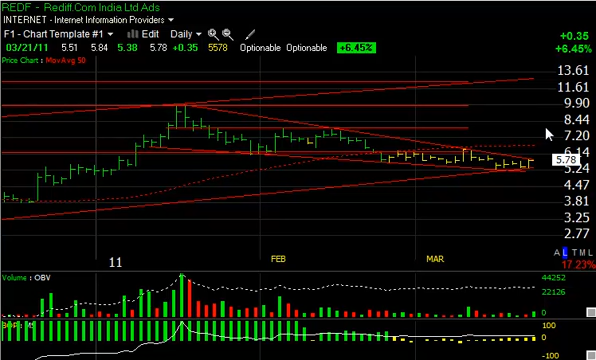 REDF - Rediff.Com India Ltd Ads
INTERNET - Internet Information Providers
F1 - Chart Template #1 Edit Daily
03/21/11 5.51 5.84 5.38 5.78 +0.35 5578 Optionable Optionable +6.45%
+0.35
+6.45%
Price Chart : MovAvg 50
13.61
11.61
9.90
8.44
7.20
6.14
5.78
5.24
4.47
3.81
3.25
2.77
11 FEB MAR
A L T M L
17.23%
Volume : OBV
44252
22126
0
100
0